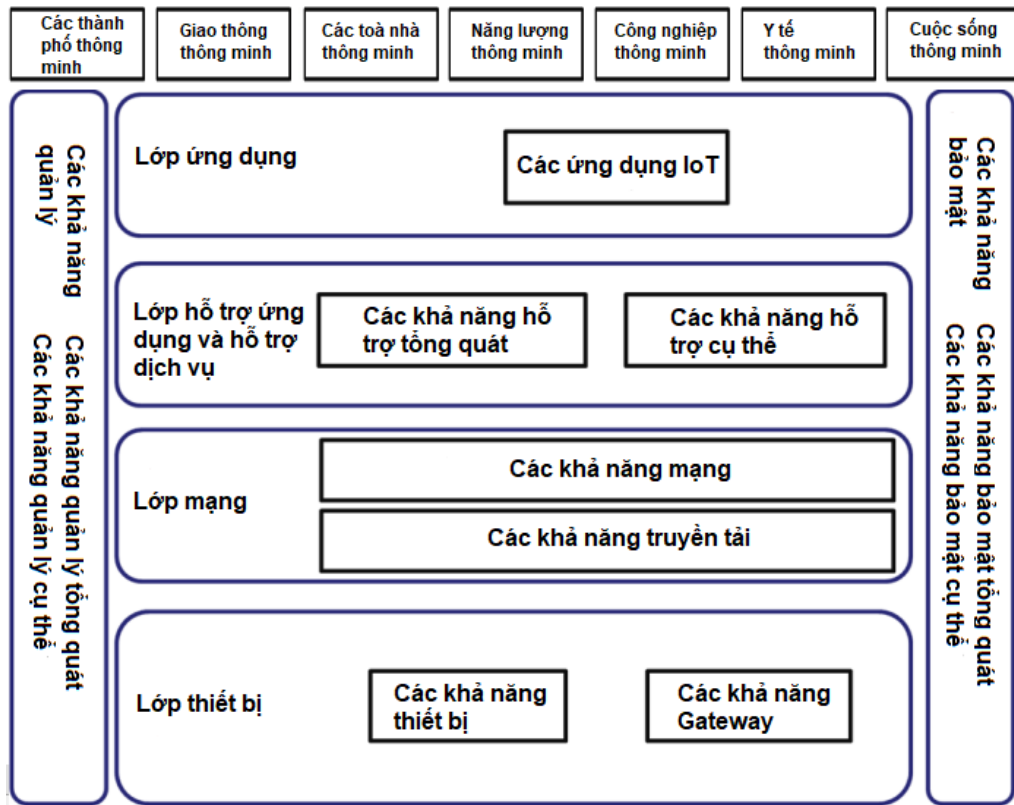 Các thành
phố thông
minh
Giao thông
thông minh
Các toà nhà
thông minh
Năng lượng
thông minh
Công nghiệp
thông minh
Y tế
thông minh
Cuộc sống
thông minh
Các khả năng
quản lý
Các khả năng quản lý tổng quát
Các khả năng quản lý cụ thể
Lớp ứng dụng
Các ứng dụng IoT
Lớp hỗ trợ ứng
dụng và hỗ trợ
dịch vụ
Các khả năng hỗ
trợ tổng quát
Các khả năng hỗ
trợ cụ thể
Lớp mạng
Các khả năng mạng
Các khả năng truyền tải
Lớp thiết bị
Các khả năng
thiết bị
Các khả năng
Gateway
Các khả năng
bảo mật
Các khả năng bảo mật tổng quát
Các khả năng bảo mật cụ thể